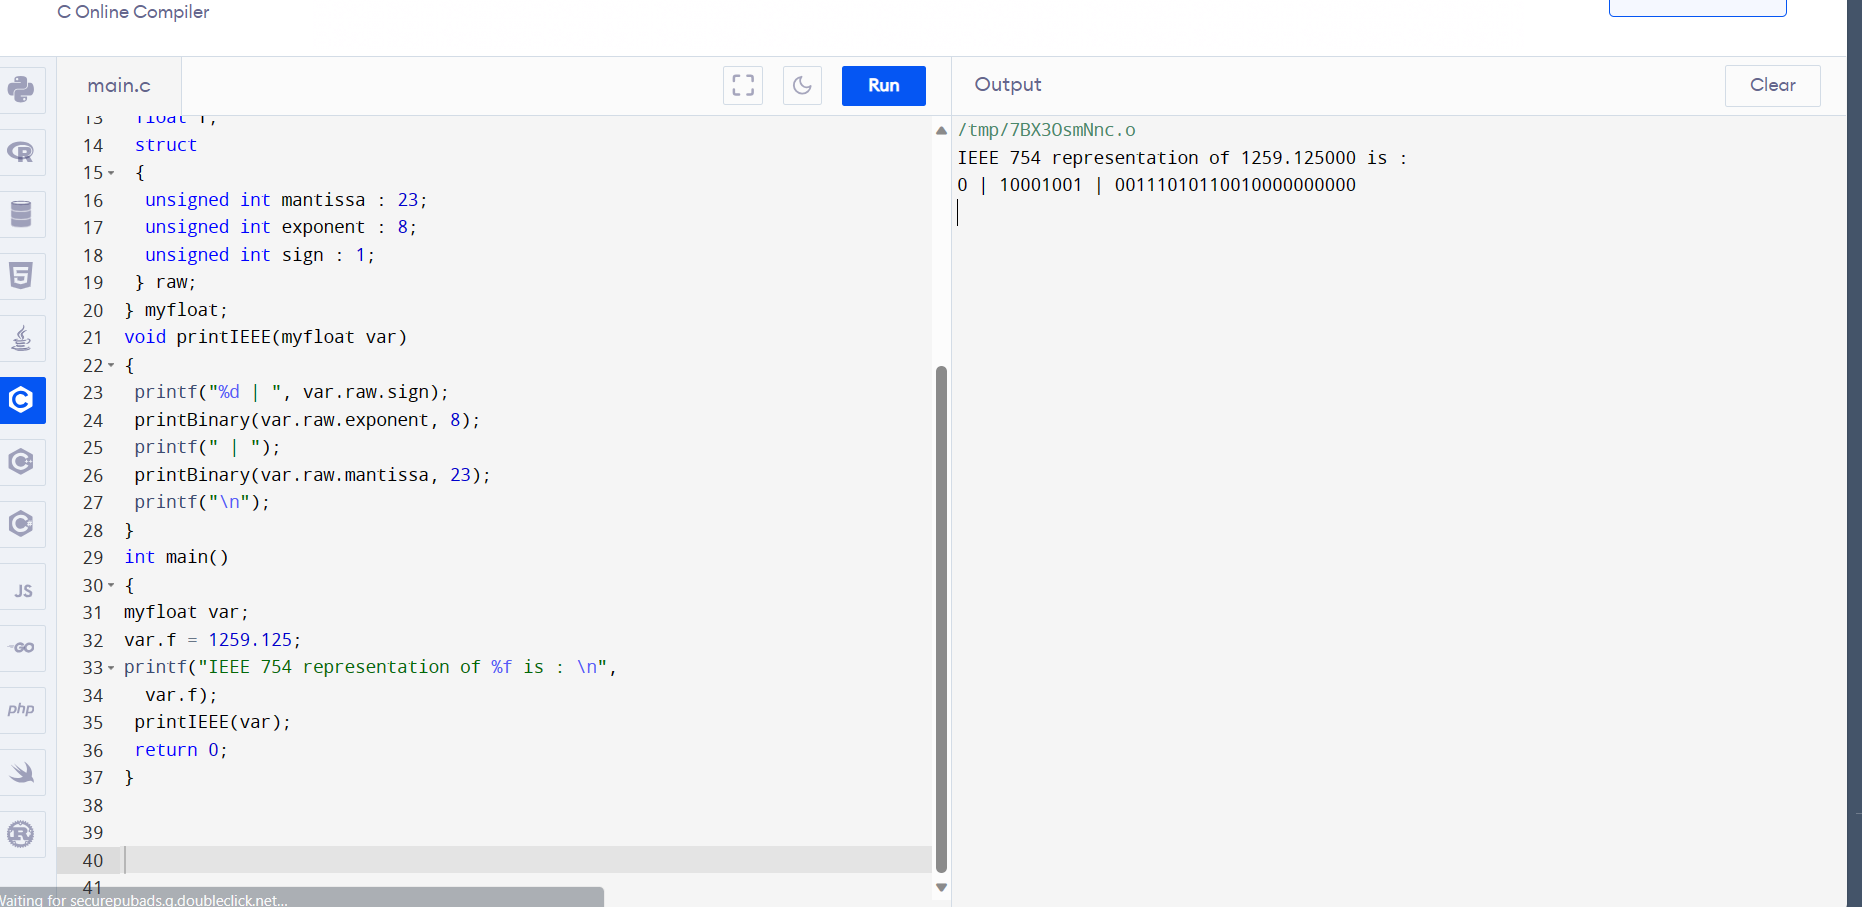 C Online Compiler
main.c
Run
Output
Clear
13 float f;
14 struct
15 {
16 unsigned int mantissa : 23;
17 unsigned int exponent : 8;
18 unsigned int sign : 1;
19 } raw;
20 } myfloat;
21 void printIEEE(myfloat var)
22 {
23 printf("%d | ", var.raw.sign);
24 printBinary(var.raw.exponent, 8);
25 printf(" | ");
26 printBinary(var.raw.mantissa, 23);
27 printf("\n");
28 }
29 int main()
30 {
31 myfloat var;
32 var.f = 1259.125;
33 printf("IEEE 754 representation of %f is : \n",
34 var.f);
35 printIEEE(var);
36 return 0;
37 }
38
39
40
41
/tmp/7BX3OsmNnc.o
IEEE 754 representation of 1259.125000 is :
0 | 10001001 | 00111010110010000000000
R
5
C
C
C
JS
GO
php
R
Waiting for securepubads.g.doubleclick.net...